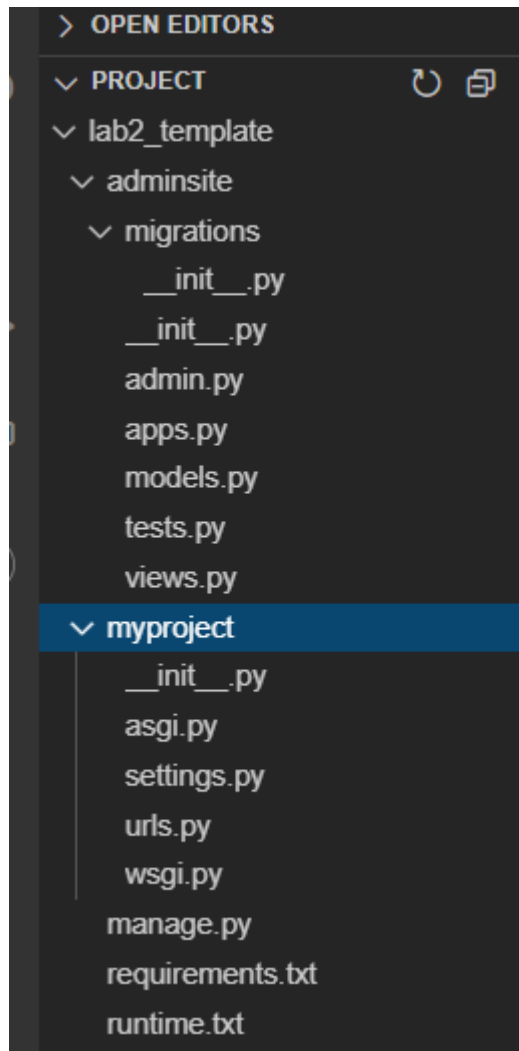 OPEN EDITORS
PROJECT
lab2_template
adminsite
migrations
__init__.py
__init__.py
admin.py
apps.py
models.py
tests.py
views.py
myproject
__init__.py
asgi.py
settings.py
urls.py
wsgi.py
manage.py
requirements.txt
runtime.txt